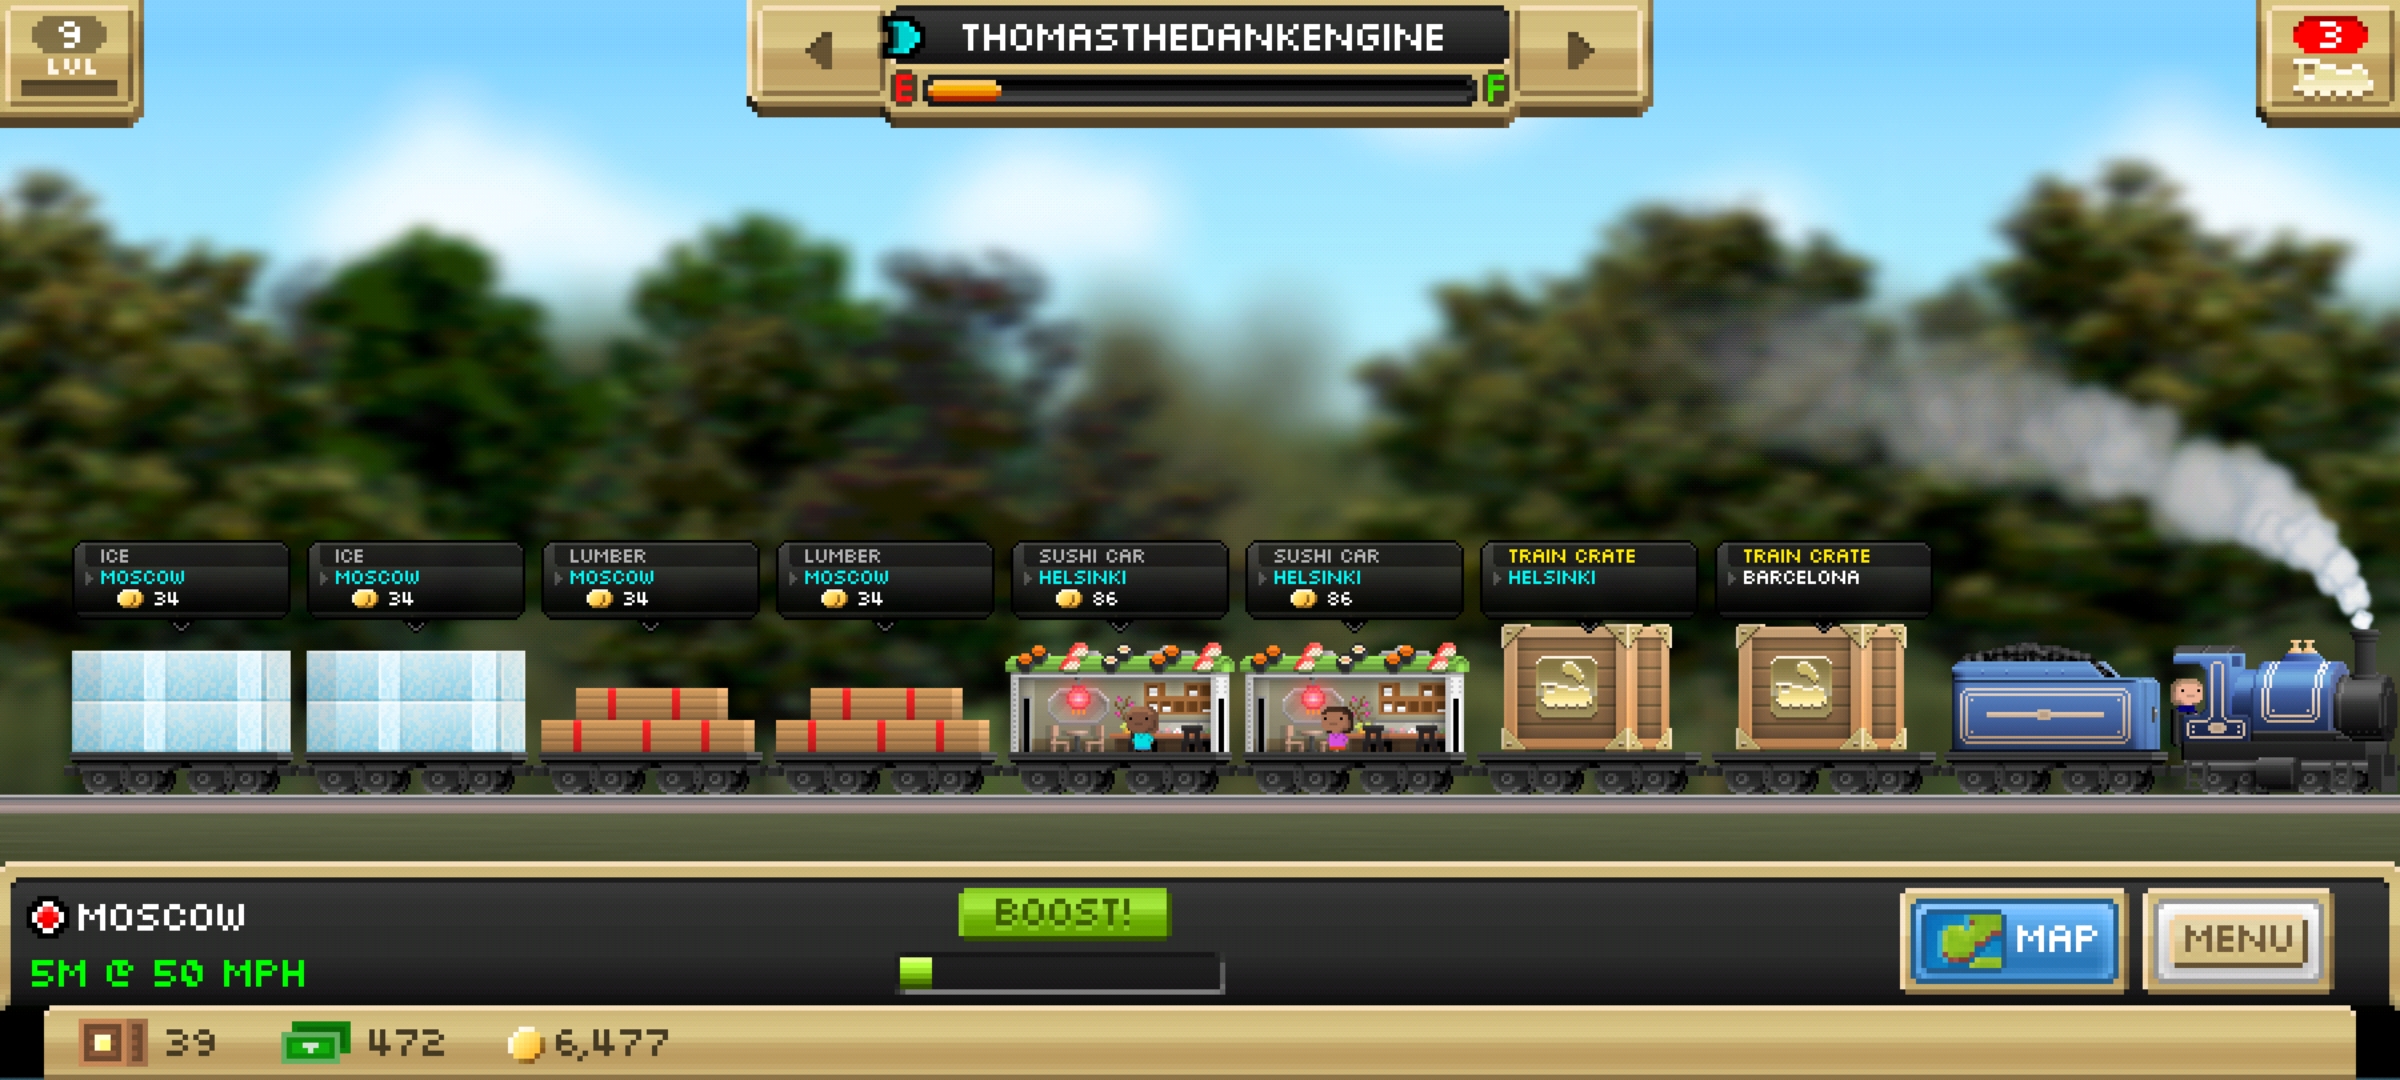 9
LVL
THOMASTHEDANKENGINE
E
F
3
ICE
MOSCOW
34
ICE
MOSCOW
34
LUMBER
MOSCOW
34
LUMBER
MOSCOW
34
SUSHI CAR
HELSINKI
86
SUSHI CAR
HELSINKI
86
TRAIN CRATE
HELSINKI
TRAIN CRATE
BARCELONA
MOSCOW
5M @ 50 MPH
BOOST!
MAP
MENU
39
472
6,477